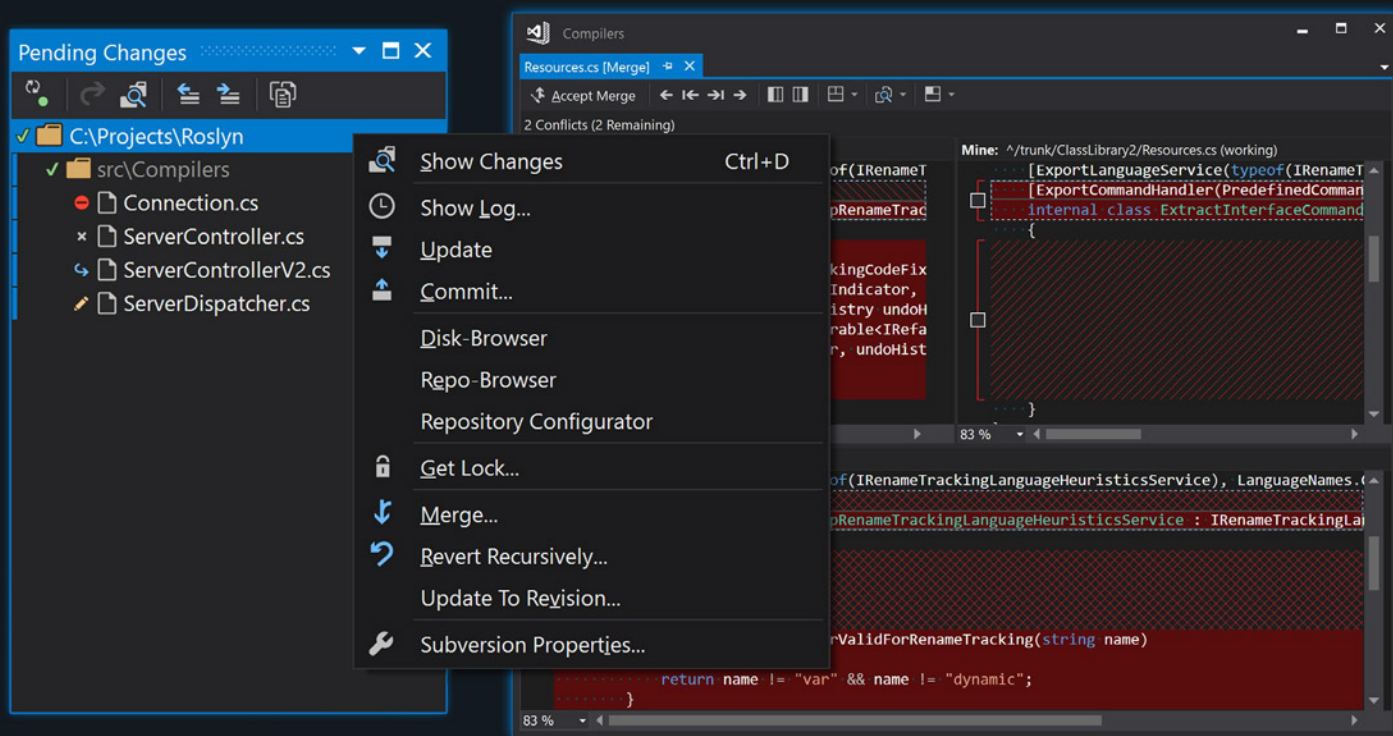 Pending Changes
C:\Projects\Roslyn
src\Compilers
Connection.cs
ServerController.cs
ServerControllerV2.cs
ServerDispatcher.cs
Show Changes Ctrl+D
Show Log...
Update
Commit...
Disk-Browser
Repo-Browser
Repository Configurator
Get Lock...
Merge...
Revert Recursively...
Update To Revision...
Subversion Properties...
Compilers
Resources.cs [Merge]
Accept Merge
2 Conflicts (2 Remaining)
of(IRenameT
pRenameTrac
kingCodeFix
Indicator,
istry undoH
rable<IRefa
r, undoHist
Mine: ^/trunk/ClassLibrary2/Resources.cs (working)
[ExportLanguageService(typeof(IRenameT
[ExportCommandHandler(PredefinedComman
internal class ExtractInterfaceCommand
{
}
83 %
of(IRenameTrackingLanguageHeuristicsService), LanguageNames.
pRenameTrackingLanguageHeuristicsService : IRenameTrackingLa
rValidForRenameTracking(string name)
return name != "var" && name != "dynamic";
}
83 %